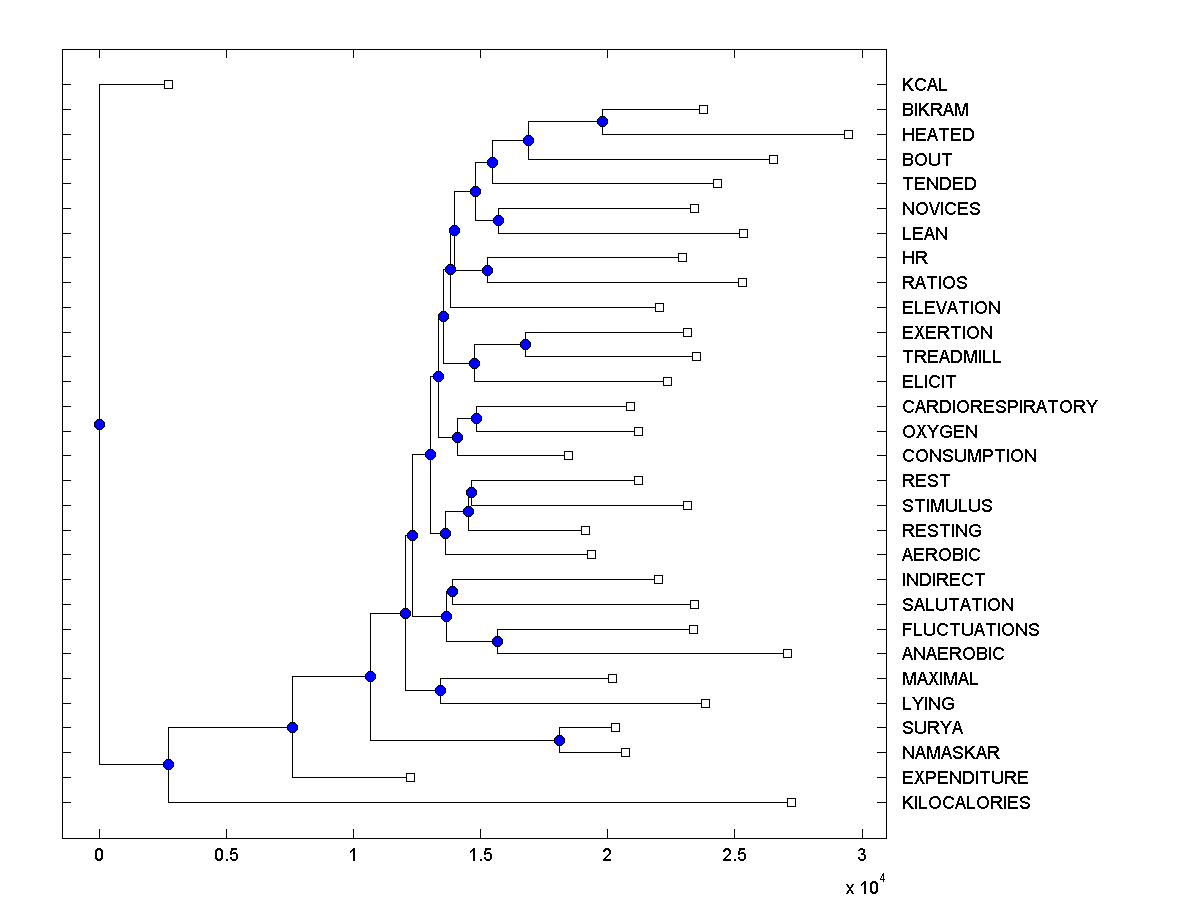 KCAL
BIKRAM
HEATED
BOUT
TENDED
NOVICES
LEAN
HR
RATIOS
ELEVATION
EXERTION
TREADMILL
ELICIT
CARDIORESPIRATORY
OXYGEN
CONSUMPTION
REST
STIMULUS
RESTING
AEROBIC
INDIRECT
SALUTATION
FLUCTUATIONS
ANAEROBIC
MAXIMAL
LYING
SURYA
NAMASKAR
EXPENDITURE
KILOCALORIES
0 0.5 1 1.5 2 2.5 3
x 10^4